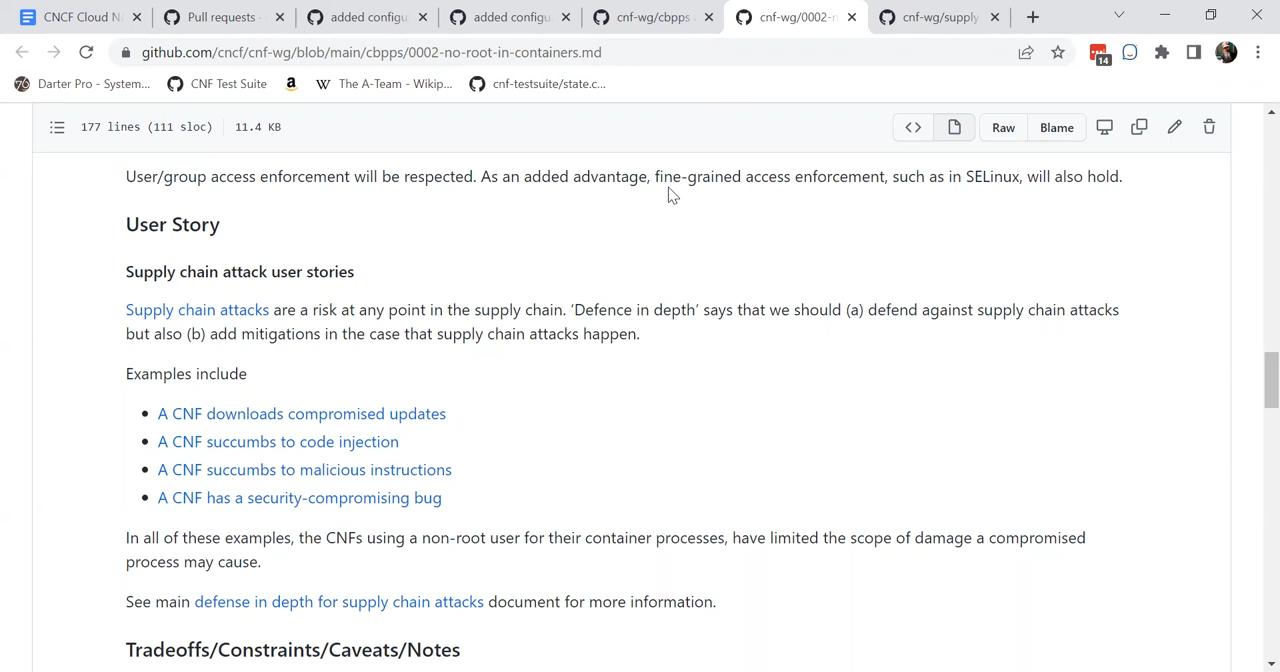 CNCF Cloud N
Pull requests ·
added configu
added configu
cnf-wg/cbpps
cnf-wg/0002-n
cnf-wg/supply
github.com/cncf/cnf-wg/blob/main/cbpps/0002-no-root-in-containers.md
14
76
Darter Pro - System...
CNF Test Suite
a
W
The A-Team - Wikip...
cnf-testsuite/state.c...
177 lines (111 sloc)
11.4 KB
<>
Raw
Blame
User/group access enforcement will be respected. As an added advantage, fine-grained access enforcement, such as in SELinux, will also hold.
User Story
Supply chain attack user stories
Supply chain attacks are a risk at any point in the supply chain. ‘Defence in depth’ says that we should (a) defend against supply chain attacks
but also (b) add mitigations in the case that supply chain attacks happen.
Examples include
A CNF downloads compromised updates
A CNF succumbs to code injection
A CNF succumbs to malicious instructions
A CNF has a security-compromising bug
In all of these examples, the CNFs using a non-root user for their container processes, have limited the scope of damage a compromised
process may cause.
See main defense in depth for supply chain attacks document for more information.
Tradeoffs/Constraints/Caveats/Notes